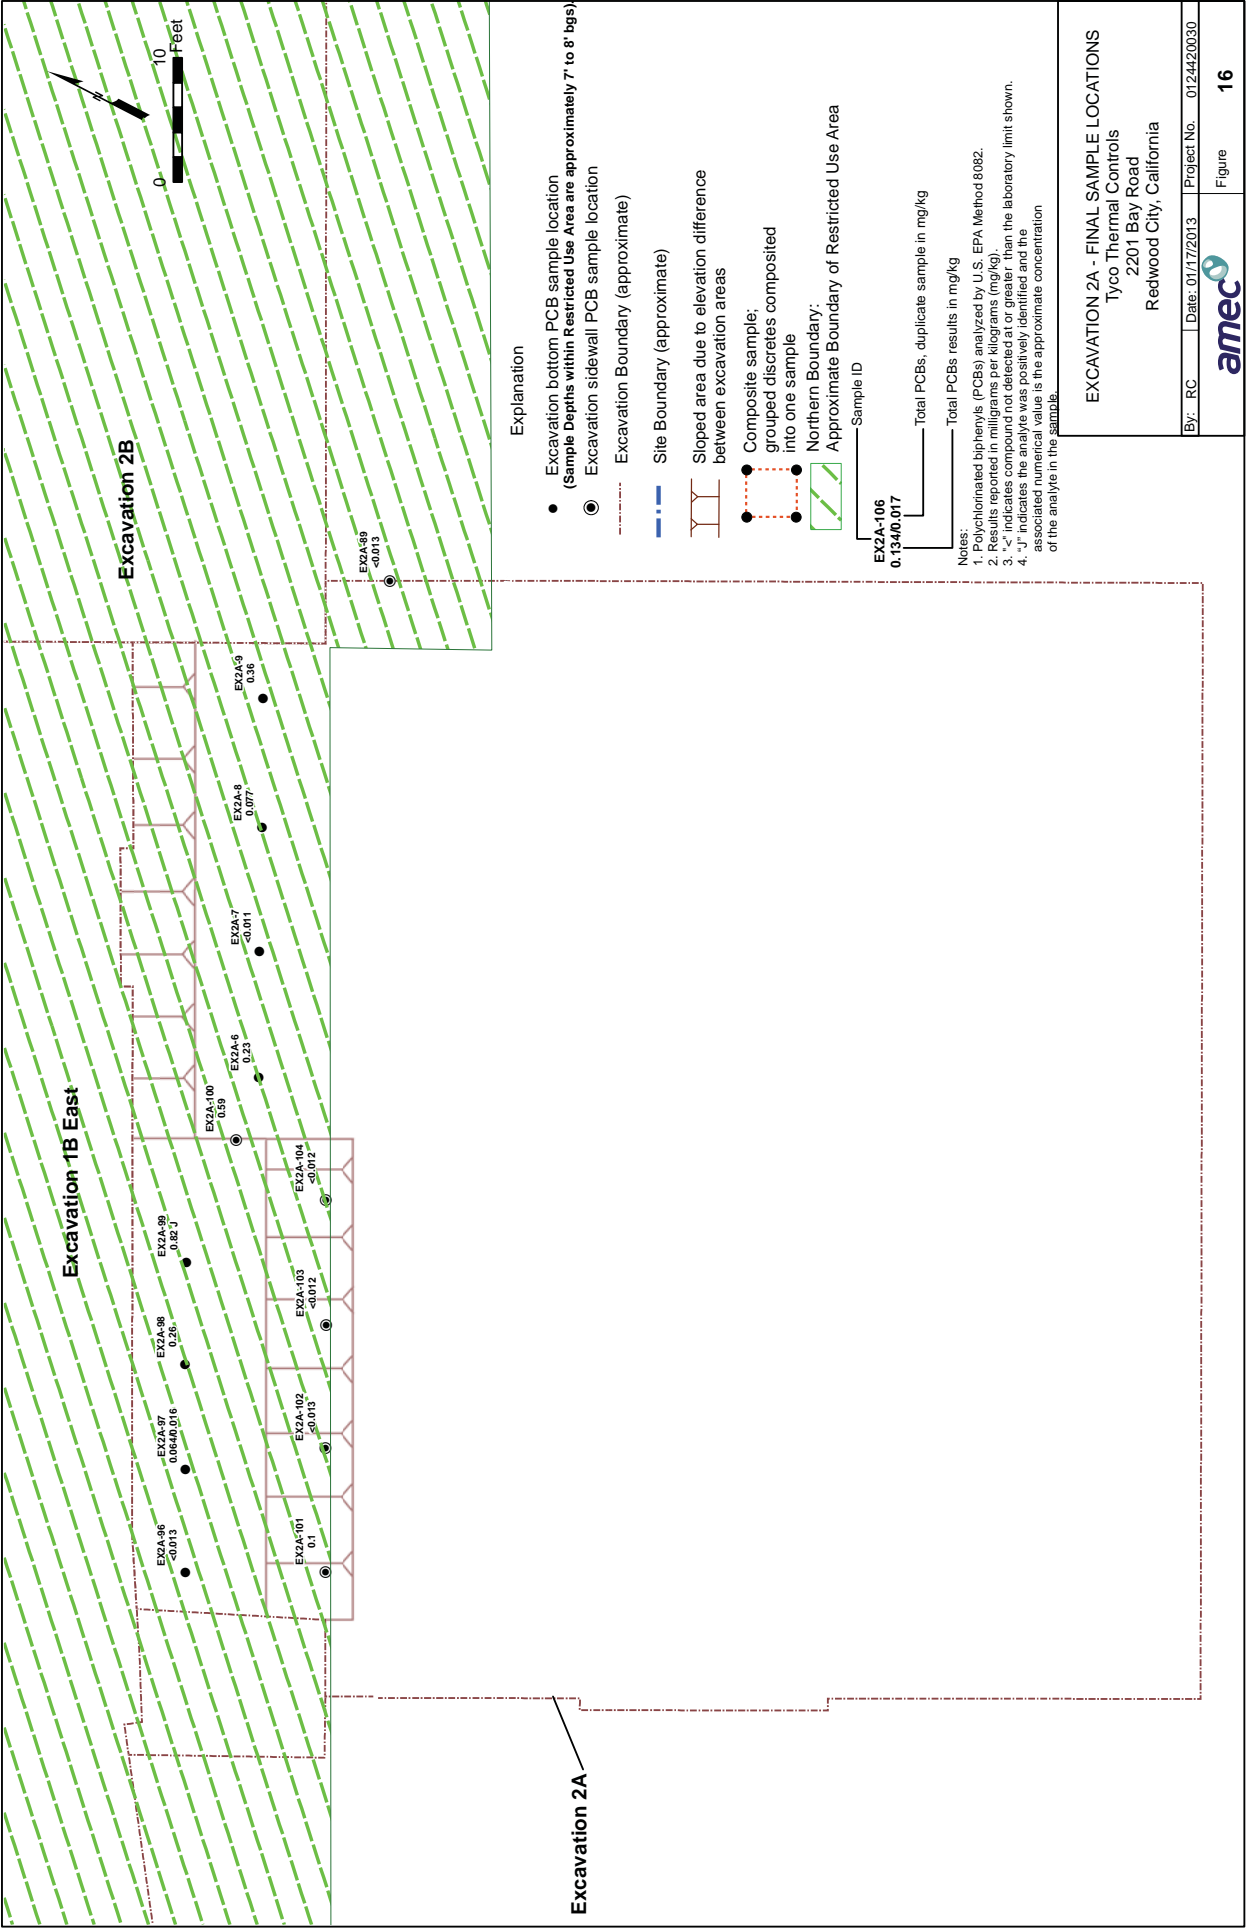 Excavation 1B East
Excavation 2B
Excavation 2A
0
10
Feet
N
EX2A-96
<0.013
EX2A-97
0.064/0.016
EX2A-98
0.26
EX2A-99
0.82 J
EX2A-100
0.59
EX2A-6
0.23
EX2A-7
<0.011
EX2A-8
0.077
EX2A-9
0.36
EX2A-89
<0.013
EX2A-101
0.1
EX2A-102
<0.013
EX2A-103
<0.012
EX2A-104
<0.012
Explanation
Excavation bottom PCB sample location
(Sample Depths within Restricted Use Area are approximately 7' to 8' bgs).
Excavation sidewall PCB sample location
Excavation Boundary (approximate)
Site Boundary (approximate)
Sloped area due to elevation difference
between excavation areas
Composite sample;
grouped discretes composited
into one sample
Northern Boundary:
Approximate Boundary of Restricted Use Area
Sample ID
EX2A-106
0.134/0.017
Total PCBs, duplicate sample in mg/kg
Total PCBs results in mg/kg
Notes:
1. Polychlorinated biphenyls (PCBs) analyzed by U.S. EPA Method 8082.
2. Results reported in milligrams per kilograms (mg/kg).
3. "<" indicates compound not detected at or greater than the laboratory limit shown.
4. "J" indicates the analyte was positively identified and the
associated numerical value is the approximate concentration
of the analyte in the sample.
EXCAVATION 2A - FINAL SAMPLE LOCATIONS
Tyco Thermal Controls
2201 Bay Road
Redwood City, California
By: RC
Date: 01/17/2013
Project No. 0124420030
amec
Figure 16